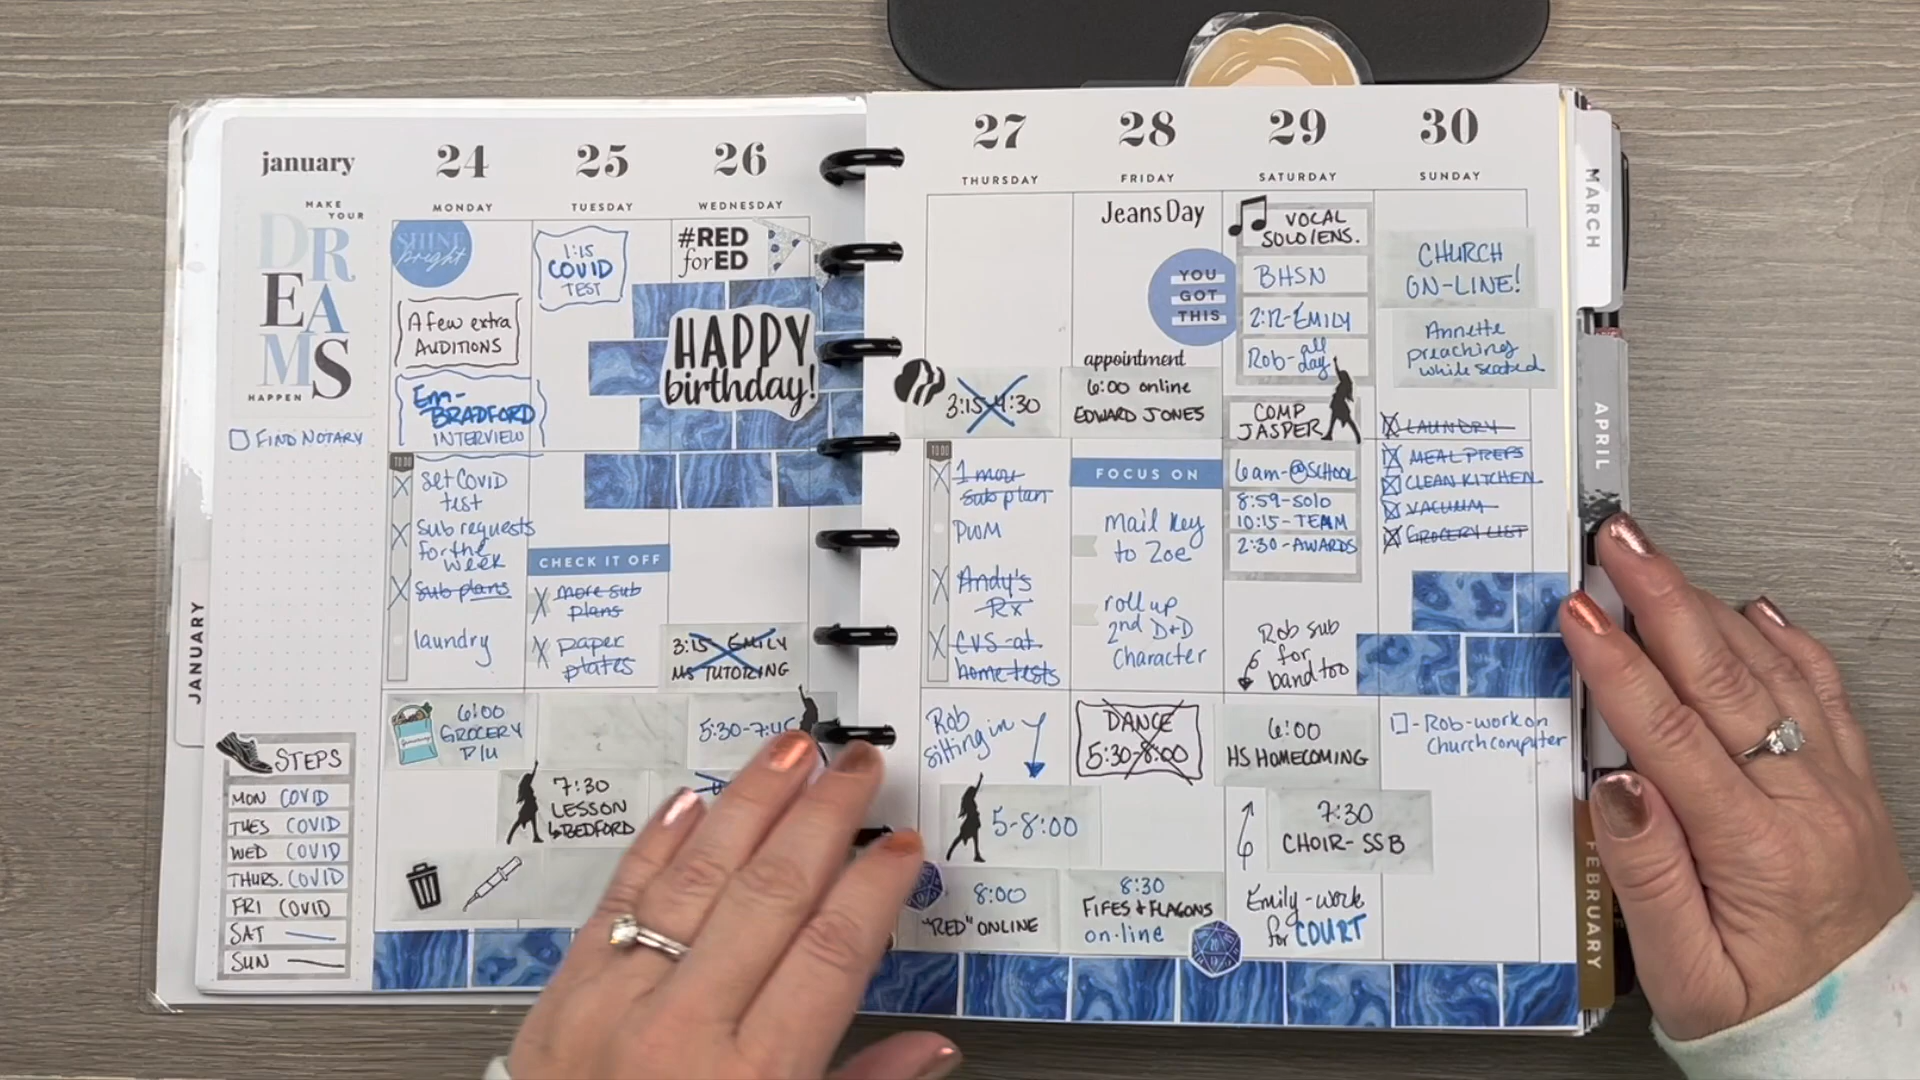 january
MAKE
YOUR
DREAMS
HAPPEN
FIND NOTARY
JANUARY
STEPS
MON COVID
TUES COVID
WED COVID
THURS. COVID
FRI COVID
SAT
SUN
24
MONDAY
SHINE
bright
A few extra
AUDITIONS
Em-
BRADFORD
INTERVIEW
TO DO
set COVID
test
sub requests
for the
week
sub plans
laundry
6:00
GROCERY
P/U
25
TUESDAY
1:15
COVID
TEST
CHECK IT OFF
more sub
plans
paper
plates
7:30
LESSON
BEDFORD
26
WEDNESDAY
#RED
forED
HAPPY
birthday!
3:15- EMILY
MS TUTORING
5:30-7:45
27
THURSDAY
3:15-4:30
TO DO
1 more
sub plan
PWM
Andy's
Rx
CVS-at
home tests
Rob
sitting in
5-8:00
8:00
"RED" ONLINE
28
FRIDAY
Jeans Day
YOU
GOT
THIS
appointment
6:00 online
EDWARD JONES
FOCUS ON
mail key
to Zoe
roll up
2nd D+D
character
DANCE
5:30-8:00
8:30
FIFES & FLAGONS
on-line
20
29
SATURDAY
VOCAL
SOLO/ENS.
BHSN
2:12-EMILY
Rob-all
day
COMP
JASPER
6am-@SCHOOL
8:59-SOLO
10:15-TEAM
2:30-AWARDS
Rob sub
for
band too
6:00
HS HOMECOMING
7:30
CHOIR- SSB
Emily-work
for COURT
30
SUNDAY
CHURCH
ON-LINE!
Annette
preaching
while seated
LAUNDRY
MEAL PREPS
CLEAN KITCHEN
VACUUM
GROCERY LIST
Rob-work on
Church computer
MARCH
APRIL
FEBRUARY